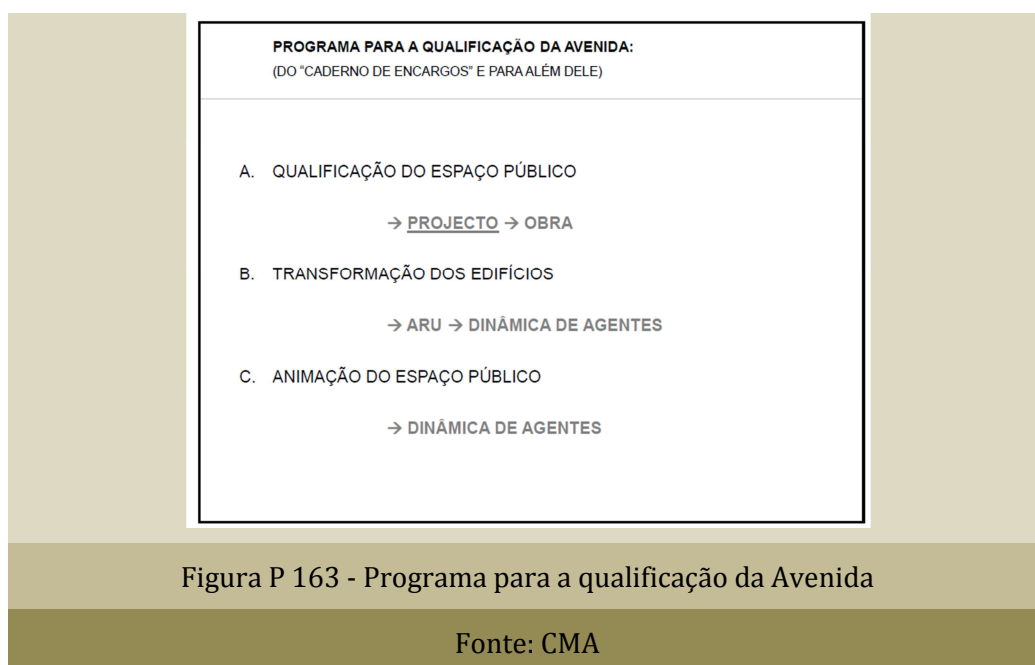 PROGRAMA PARA A QUALIFICAÇÃO DA AVENIDA:
(DO "CADERNO DE ENCARGOS" E PARA ALÉM DELE)
A. QUALIFICAÇÃO DO ESPAÇO PÚBLICO
→ PROJECTO → OBRA
B. TRANSFORMAÇÃO DOS EDIFÍCIOS
→ ARU → DINÂMICA DE AGENTES
C. ANIMAÇÃO DO ESPAÇO PÚBLICO
→ DINÂMICA DE AGENTES
Figura P 163 - Programa para a qualificação da Avenida
Fonte: CMA